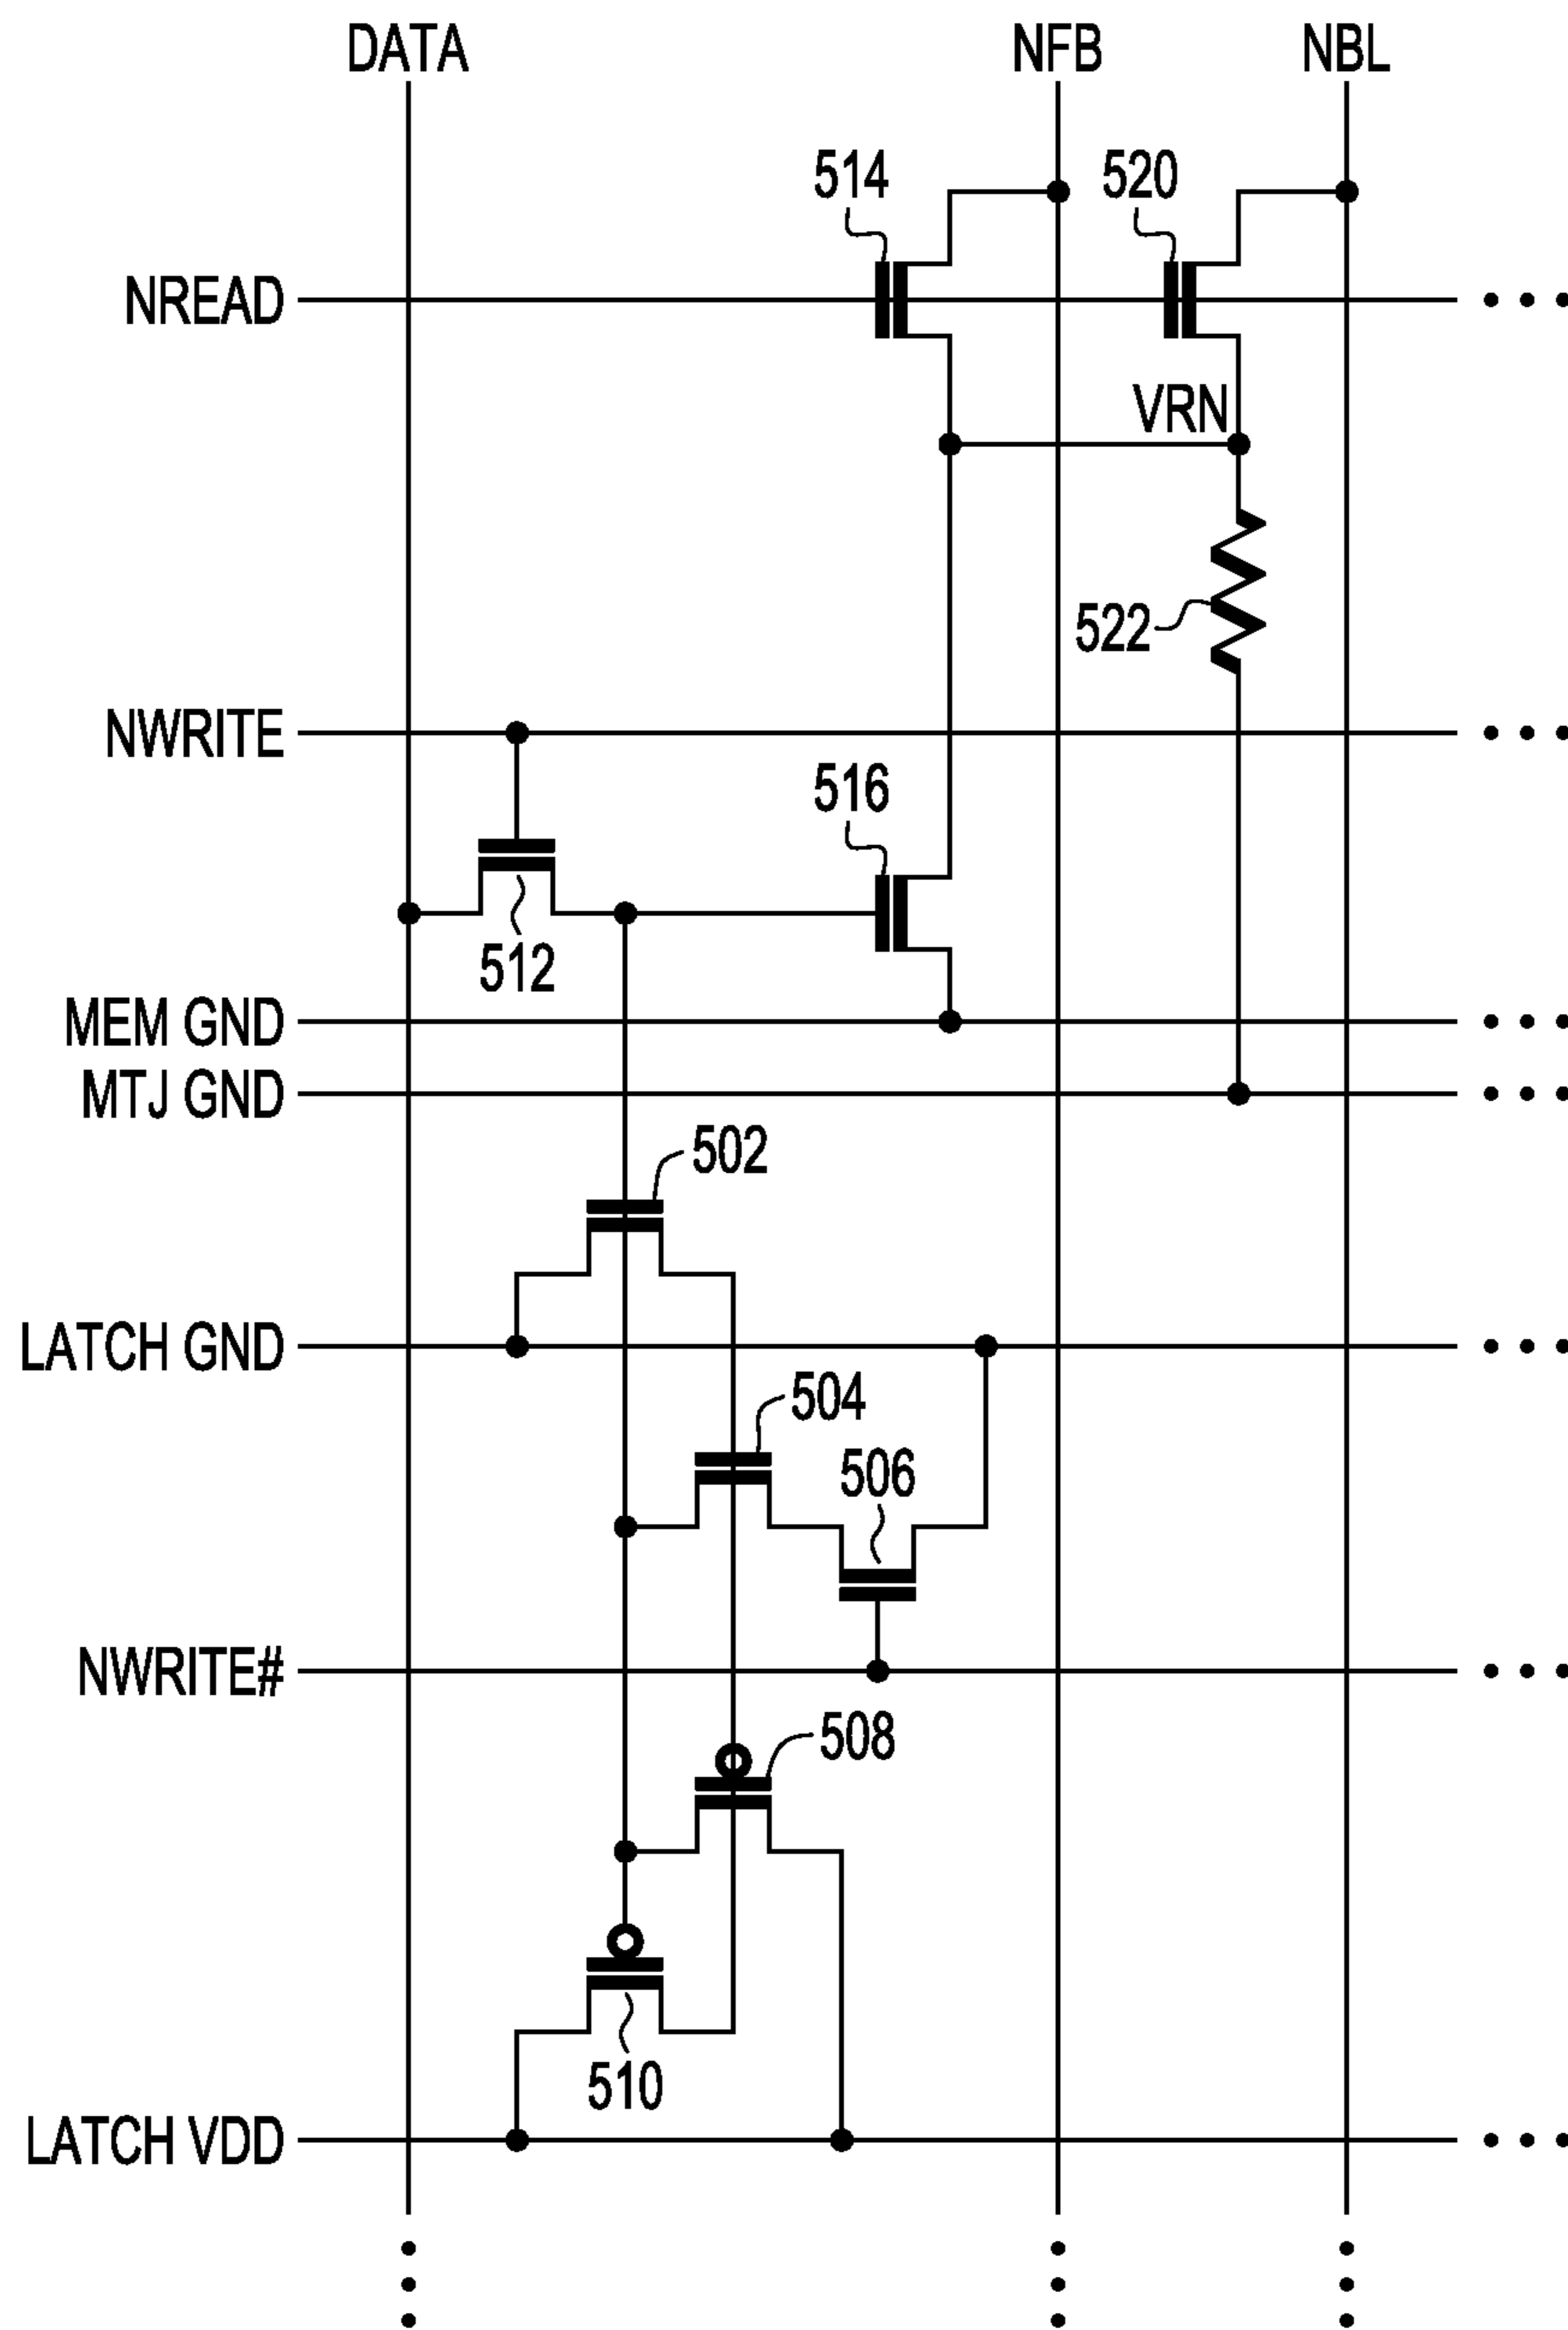 DATA
NFB
NBL
514
520
NREAD
VRN
522
NWRITE
516
512
MEM GND
MTJ GND
502
LATCH GND
504
506
NWRITE#
508
510
LATCH VDD